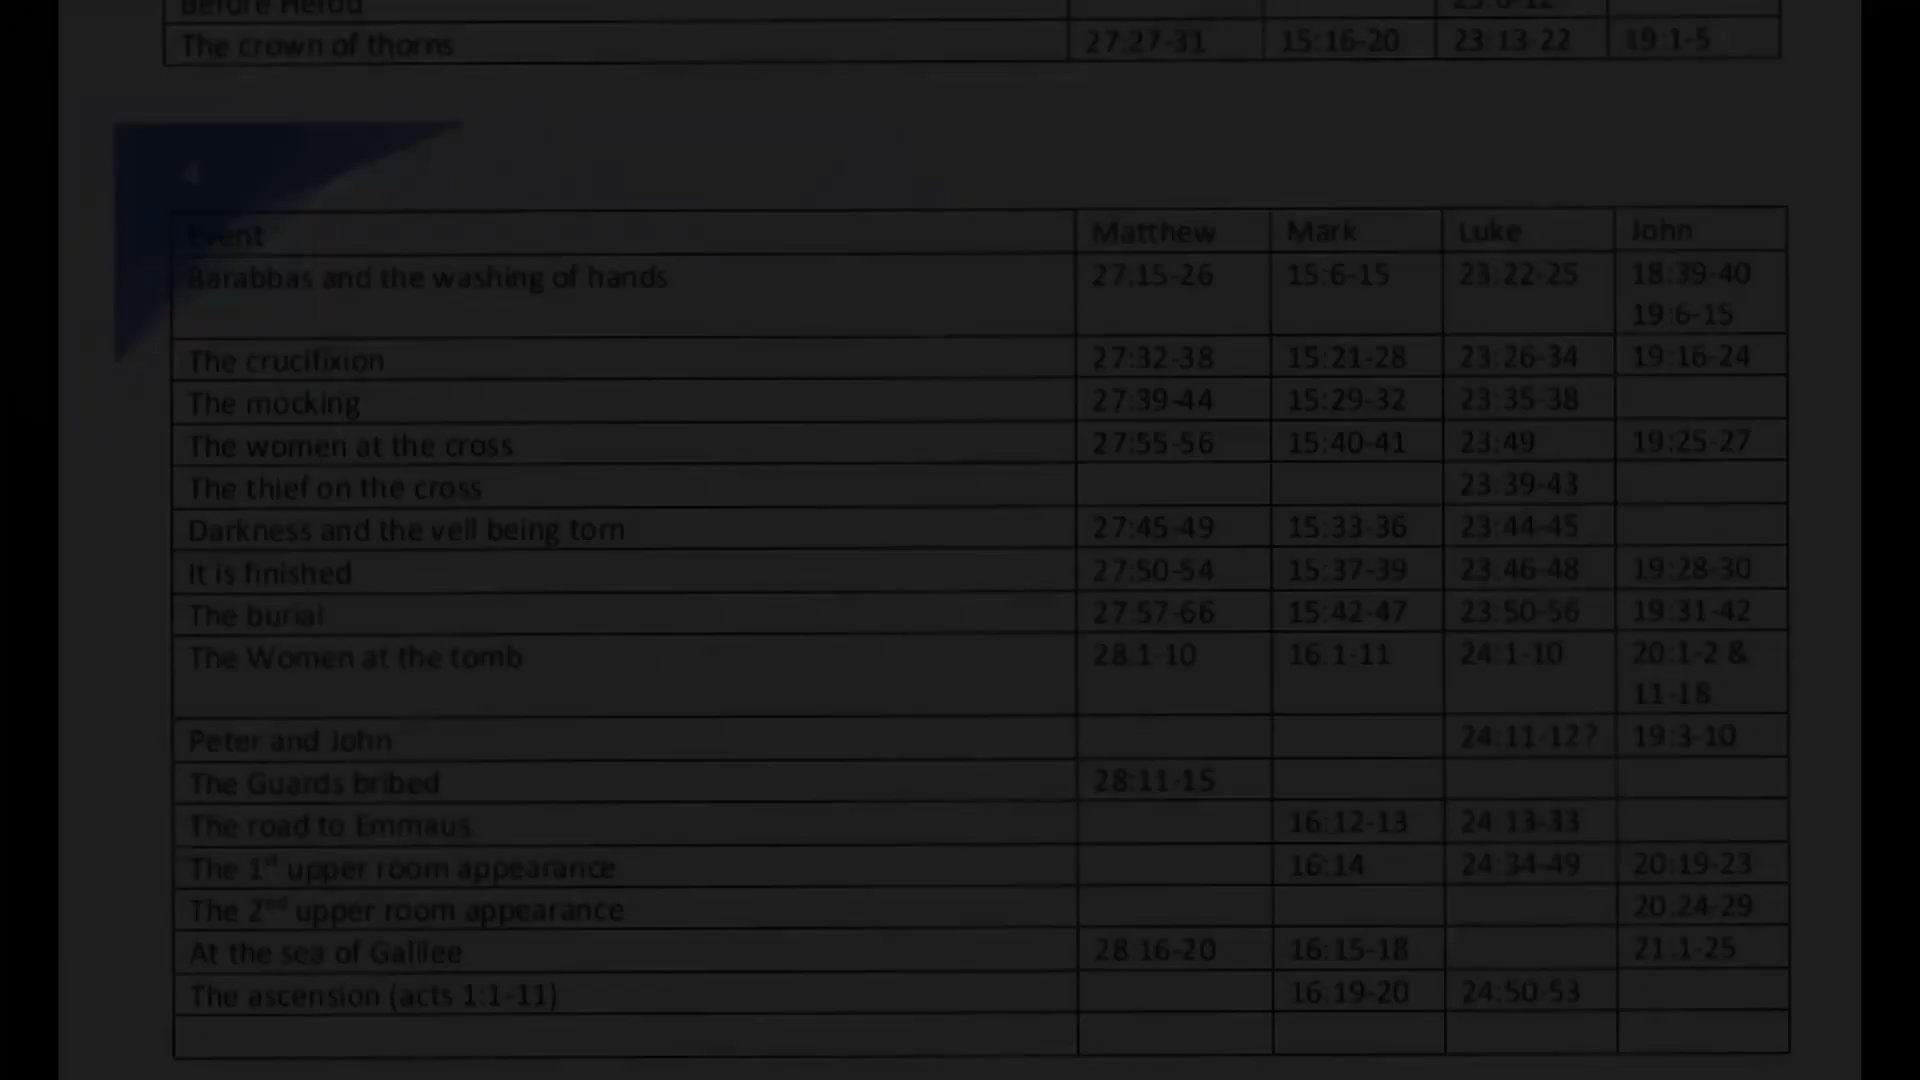 Before Herod 23:6-12
The crown of thorns 27:27-31 15:16-20 23:13-22 19:1-5
4
Event Matthew Mark Luke John
Barabbas and the washing of hands 27:15-26 15:6-15 23:22-25 18:39-40
19:6-15
The crucifixion 27:32-38 15:21-28 23:26-34 19:16-24
The mocking 27:39-44 15:29-32 23:35-38
The women at the cross 27:55-56 15:40-41 23:49 19:25-27
The thief on the cross 23:39-43
Darkness and the veil being torn 27:45-49 15:33-36 23:44-45
It is finished 27:50-54 15:37-39 23:46-48 19:28-30
The burial 27:57-66 15:42-47 23:50-56 19:31-42
The Women at the tomb 28:1-10 16:1-11 24:1-10 20:1-2 &
11-18
Peter and John 24:11-12? 19:3-10
The Guards bribed 28:11-15
The road to Emmaus 16:12-13 24:13-33
The 1st upper room appearance 16:14 24:34-49 20:19-23
The 2nd upper room appearance 20:24-29
At the sea of Galilee 28:16-20 16:15-18 21:1-25
The ascension (acts 1:1-11) 16:19-20 24:50-53